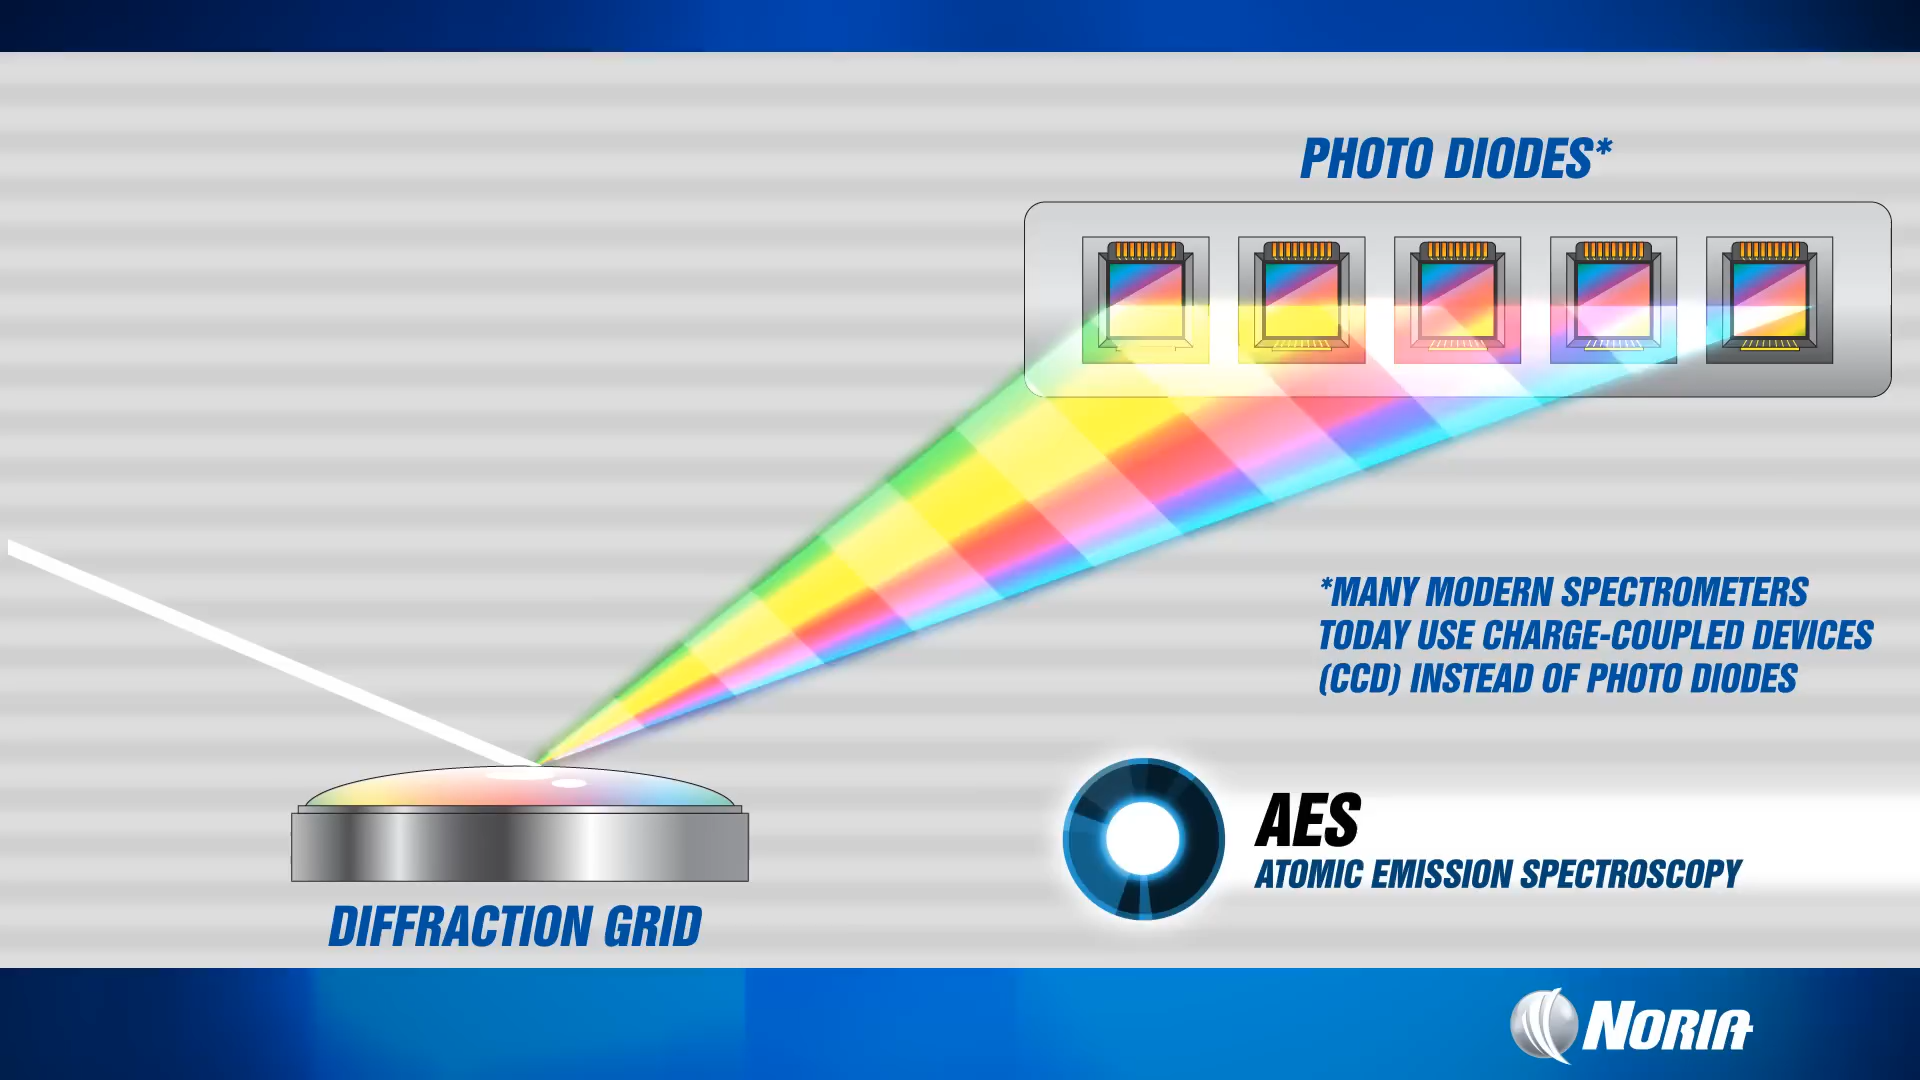 PHOTO DIODES*
*MANY MODERN SPECTROMETERS
TODAY USE CHARGE-COUPLED DEVICES
(CCD) INSTEAD OF PHOTO DIODES
AES
ATOMIC EMISSION SPECTROSCOPY
DIFFRACTION GRID
NORIA